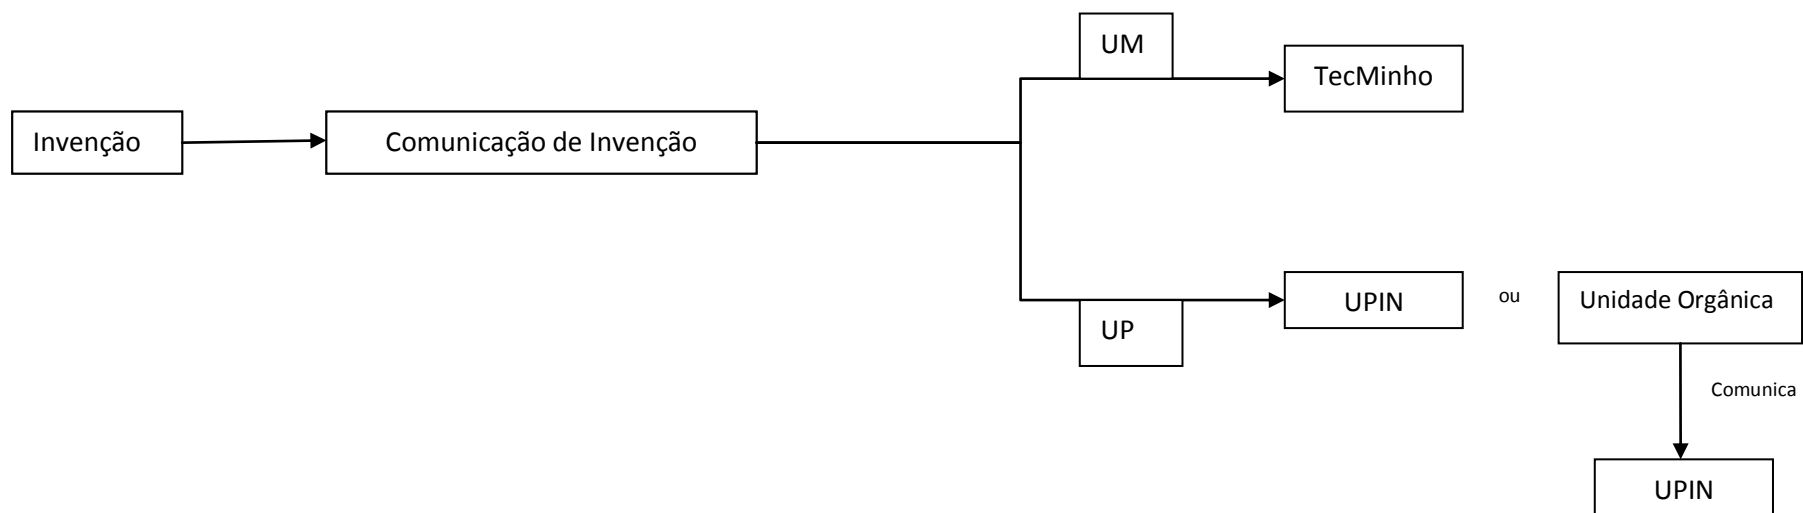 UM
TecMinho
Invenção
Comunicação de Invenção
UPIN
ou
Unidade Orgânica
UP
Comunica
UPIN